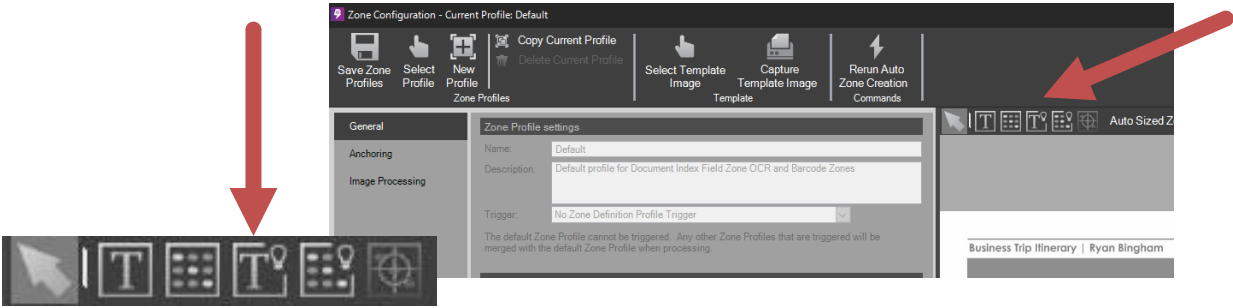 Zone Configuration - Current Profile: Default
Save Zone Profiles
Select Profile
New Profile
Copy Current Profile
Delete Current Profile
Zone Profiles
Select Template Image
Capture Template Image
Template
Rerun Auto Zone Creation
Commands
General
Anchoring
Image Processing
Zone Profile settings
Name: Default
Description: Default profile for Document Index Field Zone OCR and Barcode Zones
Trigger: No Zone Definition Profile Trigger
The default Zone Profile cannot be triggered. Any other Zone Profiles that are triggered will be
merged with the default Zone Profile when processing.
T T Auto Sized Z
Business Trip Itinerary | Ryan Bingham
T T